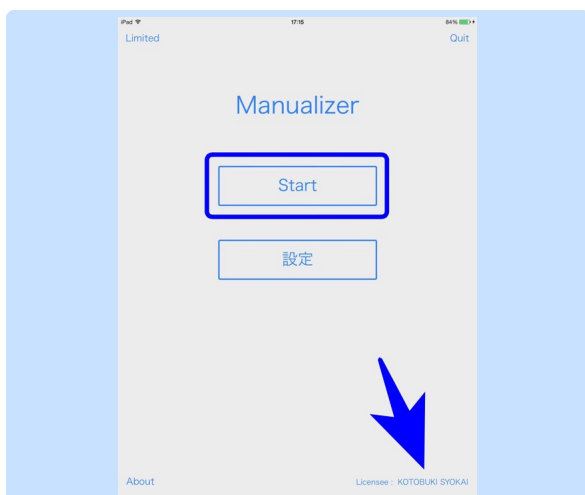 iPad 17:15 84%
Limited Quit
Manualizer
Start
設定
About Licensee : KOTOBUKI SYOKAI